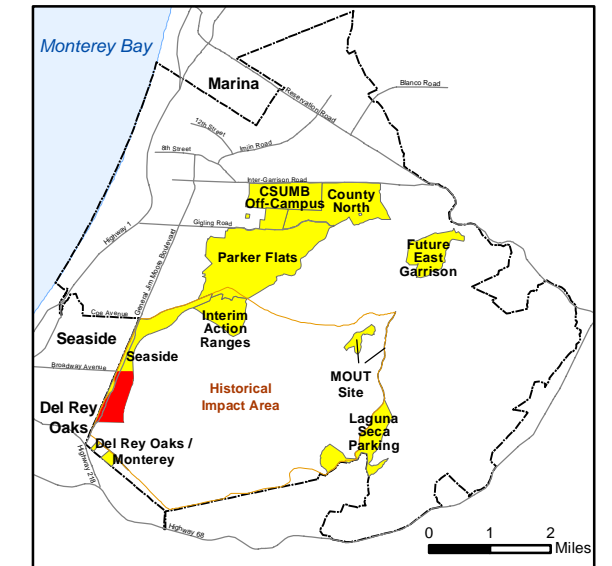 Monterey Bay
Marina
Blanco Road
Reservation Road
12th Street
Imjin Road
8th Street
Inter-Garrison Road
CSUMB
Off-Campus
County
North
Gigling Road
Highway 1
General Jim Moore Boulevard
Parker Flats
Future
East
Garrison
Coe Avenue
Interim
Action
Ranges
Seaside
Seaside
Broadway Avenue
MOUT
Site
Historical
Impact Area
Del Rey
Oaks
Laguna
Seca
Parking
Del Rey Oaks /
Monterey
Highway 218
Highway 68
0 1 2
Miles